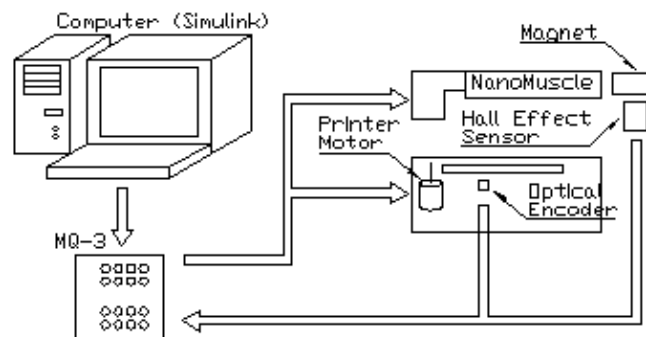 Computer (Simulink)
Magnet
NanoMuscle
Printer
Motor
Hall Effect
Sensor
Optical
Encoder
MQ-3